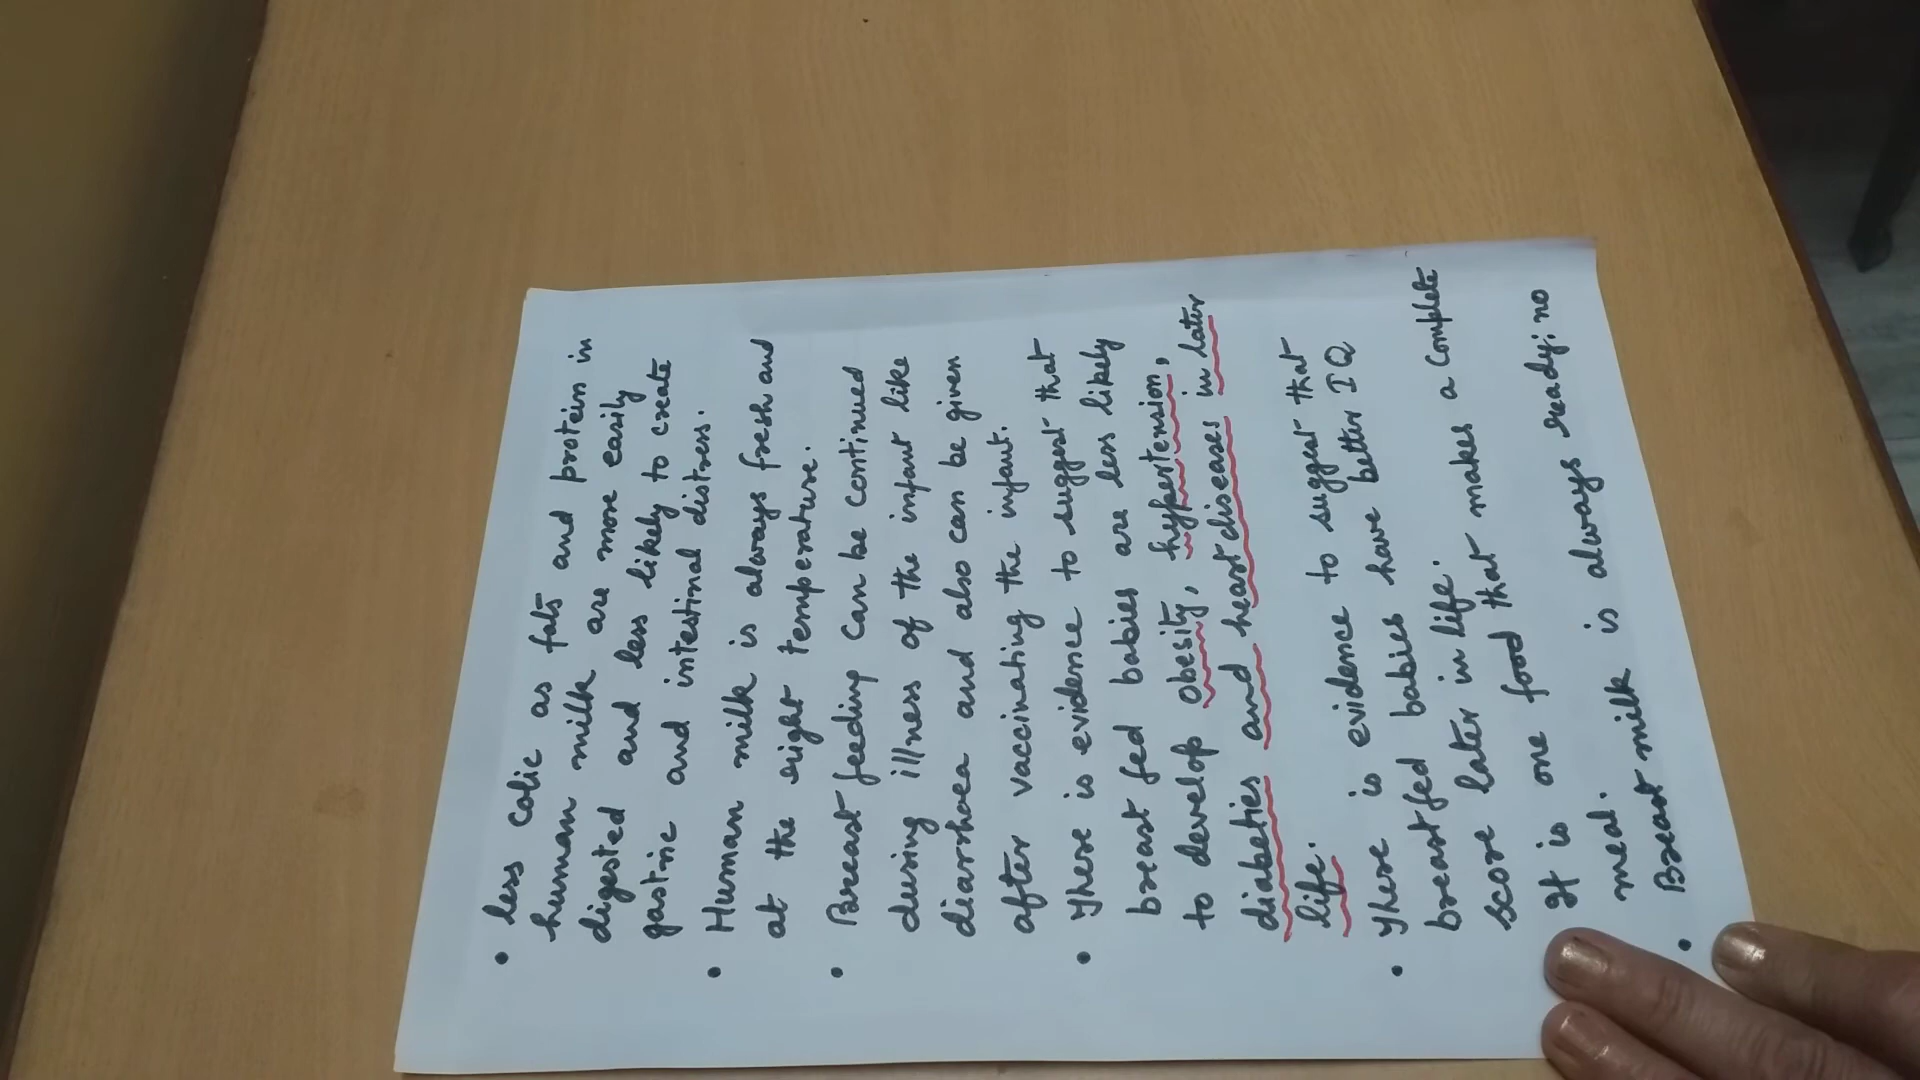 • less colic as fats and protein in
human milk are more easily
digested and less likely to create
gastric and intestinal distress.
• Human milk is always fresh and
at the right temperature.
• Breast feeding can be continued
during illness of the infant like
diarrhoea and also can be given
after vaccinating the infant.
• There is evidence to suggest that
breast fed babies are less likely
to develop obesity, hypertension,
diabeties and heart diseases in later
life.
• There is evidence to suggest that
breastfed babies have better IQ
score later in life.
It is one food that makes a complete
meal.
• Breast milk is always ready; no